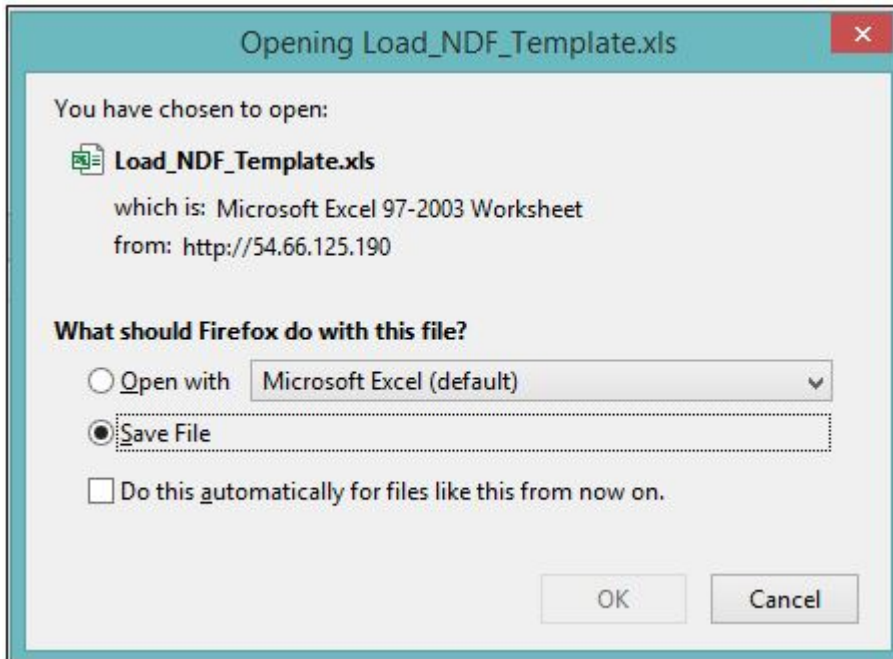 Opening Load_NDF_Template.xls
You have chosen to open:
Load_NDF_Template.xls
which is: Microsoft Excel 97-2003 Worksheet
from: http://54.66.125.190
What should Firefox do with this file?
Open with Microsoft Excel (default)
Save File
Do this automatically for files like this from now on.
OK Cancel